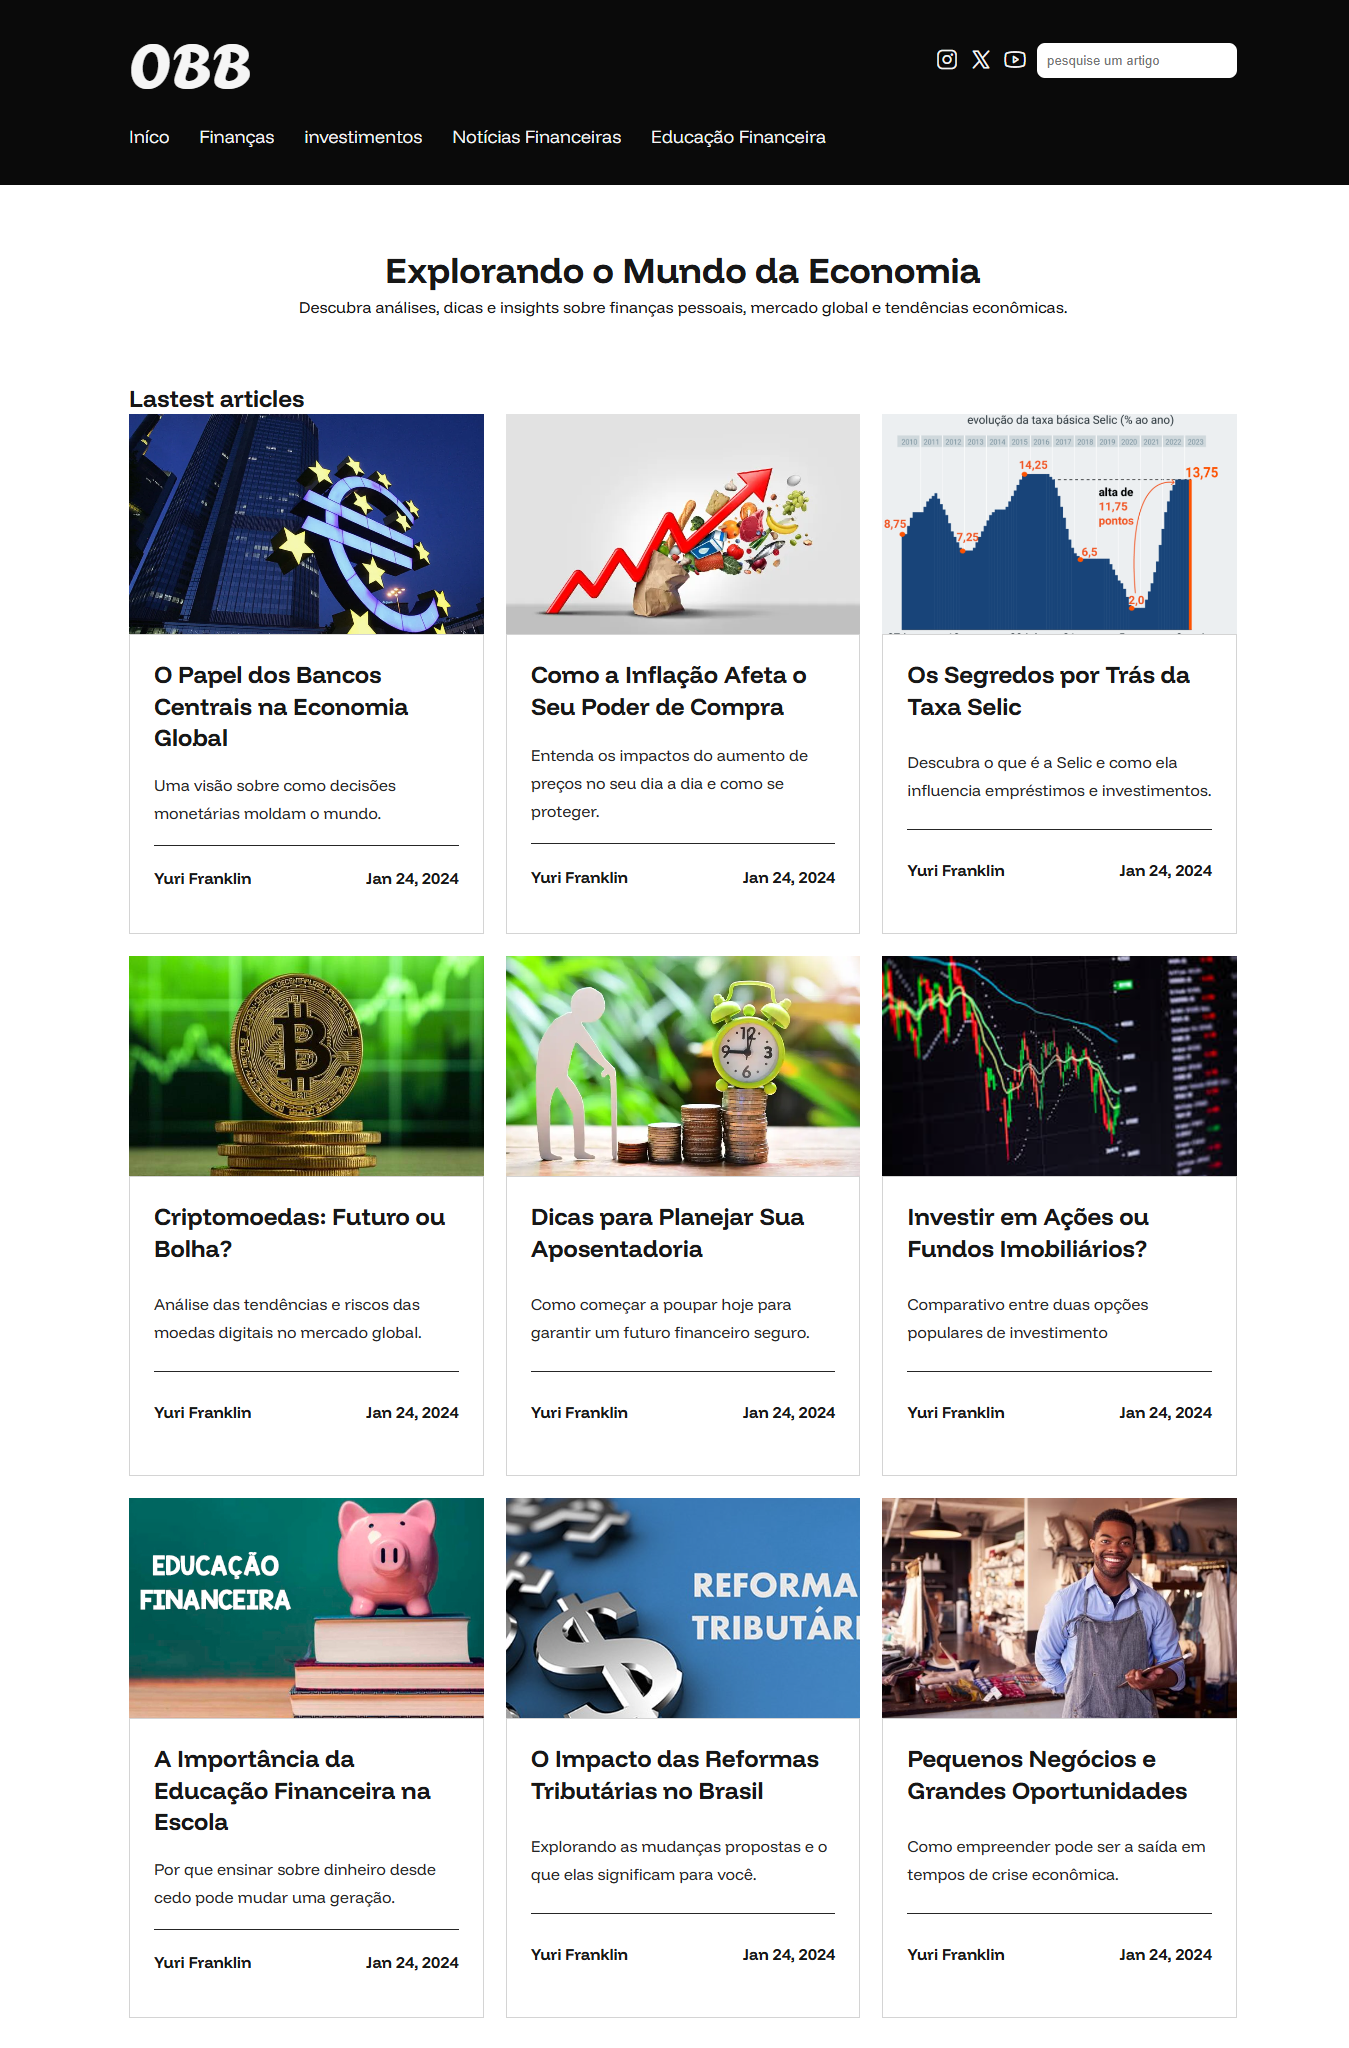 OBB
pesquise um artigo
Iníco Finanças investimentos Notícias Financeiras Educação Financeira
Explorando o Mundo da Economia
Descubra análises, dicas e insights sobre finanças pessoais, mercado global e tendências econômicas.
Lastest articles
evolução da taxa básica Selic (% ao ano)
2010 2011 2012 2013 2014 2015 2016 2017 2018 2019 2020 2021 2022 2023
14,25
13,75
alta de
11,75
pontos
8,75
7,25
6,5
2,0
O Papel dos Bancos
Centrais na Economia
Global
Uma visão sobre como decisões
monetárias moldam o mundo.
Yuri Franklin Jan 24, 2024
Como a Inflação Afeta o
Seu Poder de Compra
Entenda os impactos do aumento de
preços no seu dia a dia e como se
proteger.
Yuri Franklin Jan 24, 2024
Os Segredos por Trás da
Taxa Selic
Descubra o que é a Selic e como ela
influencia empréstimos e investimentos.
Yuri Franklin Jan 24, 2024
B
12
9 3
6
Criptomoedas: Futuro ou
Bolha?
Análise das tendências e riscos das
moedas digitais no mercado global.
Yuri Franklin Jan 24, 2024
Dicas para Planejar Sua
Aposentadoria
Como começar a poupar hoje para
garantir um futuro financeiro seguro.
Yuri Franklin Jan 24, 2024
Investir em Ações ou
Fundos Imobiliários?
Comparativo entre duas opções
populares de investimento
Yuri Franklin Jan 24, 2024
EDUCAÇÃO
FINANCEIRA
REFORMA
TRIBUTÁRI
$
A Importância da
Educação Financeira na
Escola
Por que ensinar sobre dinheiro desde
cedo pode mudar uma geração.
Yuri Franklin Jan 24, 2024
O Impacto das Reformas
Tributárias no Brasil
Explorando as mudanças propostas e o
que elas significam para você.
Yuri Franklin Jan 24, 2024
Pequenos Negócios e
Grandes Oportunidades
Como empreender pode ser a saída em
tempos de crise econômica.
Yuri Franklin Jan 24, 2024